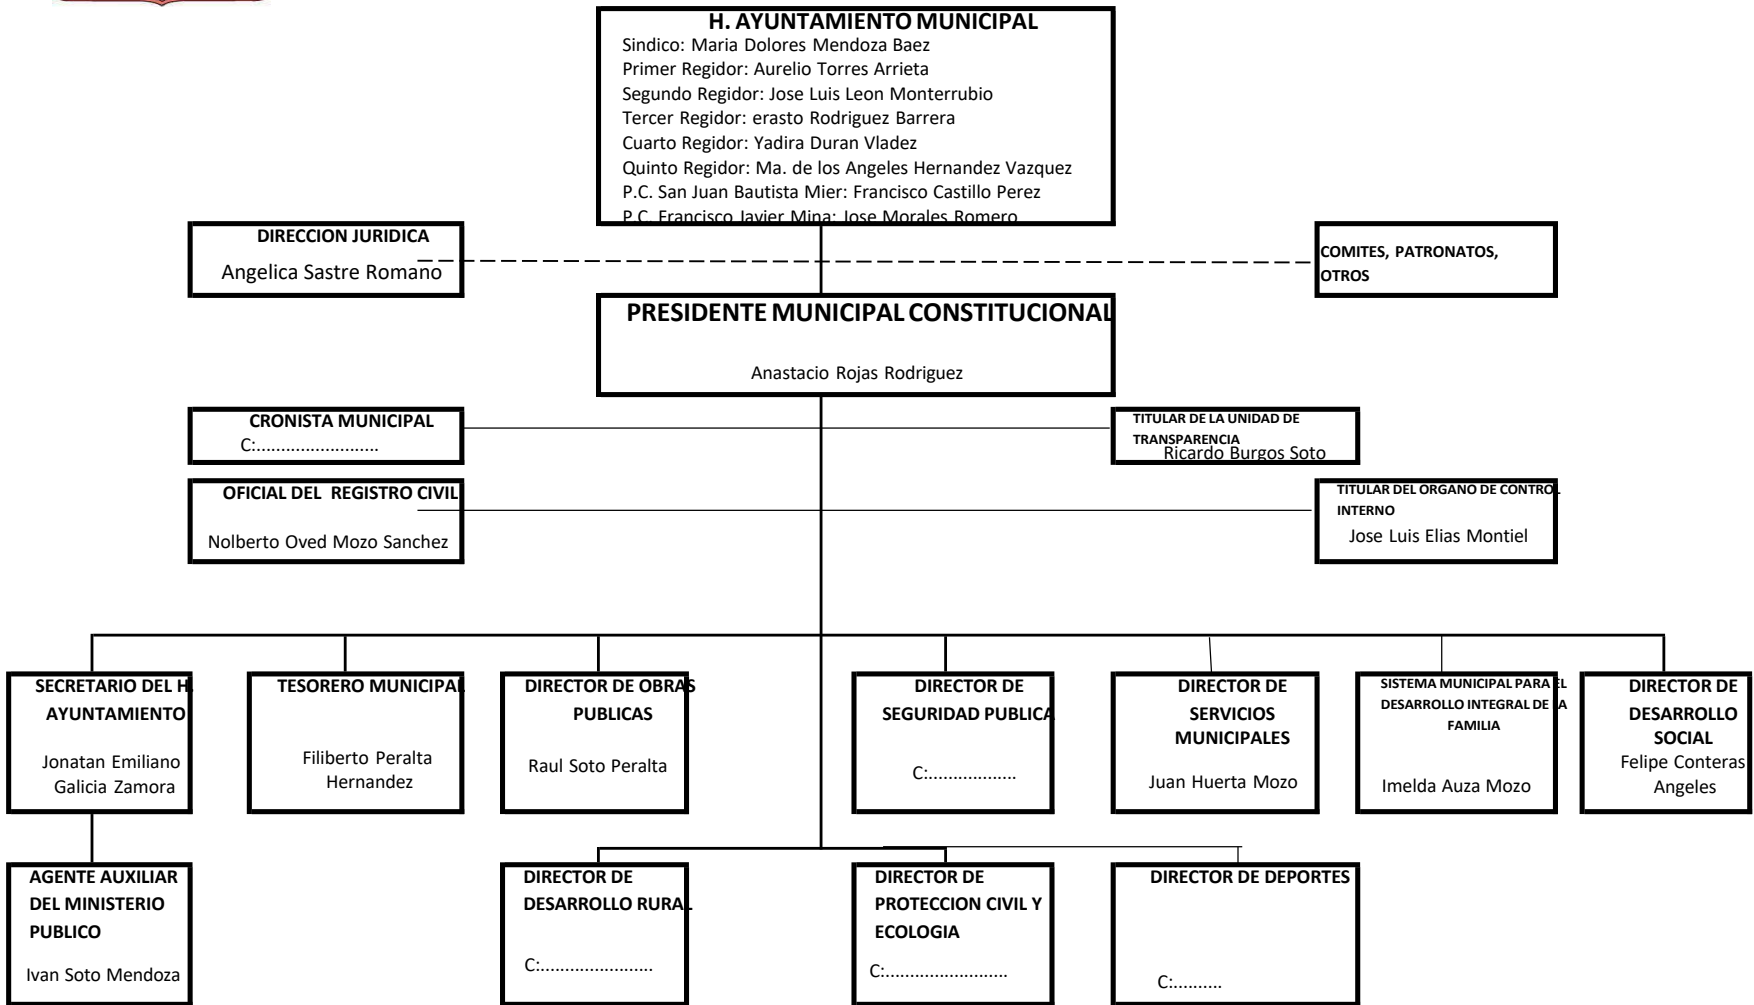 H. AYUNTAMIENTO MUNICIPAL
Sindico: Maria Dolores Mendoza Baez
Primer Regidor: Aurelio Torres Arrieta
Segundo Regidor: Jose Luis Leon Monterrubio
Tercer Regidor: erasto Rodriguez Barrera
Cuarto Regidor: Yadira Duran Vladez
Quinto Regidor: Ma. de los Angeles Hernandez Vazquez
P.C. San Juan Bautista Mier: Francisco Castillo Perez
P.C. Francisco Javier Mina: Jose Morales Romero
DIRECCION JURIDICA
Angelica Sastre Romano
COMITES, PATRONATOS,
OTROS
PRESIDENTE MUNICIPAL CONSTITUCIONAL
Anastacio Rojas Rodriguez
CRONISTA MUNICIPAL
C:.........................
TITULAR DE LA UNIDAD DE
TRANSPARENCIA
Ricardo Burgos Soto
OFICIAL DEL REGISTRO CIVIL
Nolberto Oved Mozo Sanchez
TITULAR DEL ORGANO DE CONTROL
INTERNO
Jose Luis Elias Montiel
SECRETARIO DEL H.
AYUNTAMIENTO
Jonatan Emiliano
Galicia Zamora
TESORERO MUNICIPAL
Filiberto Peralta
Hernandez
DIRECTOR DE OBRAS
PUBLICAS
Raul Soto Peralta
DIRECTOR DE
SEGURIDAD PUBLICA
C:..................
DIRECTOR DE
SERVICIOS
MUNICIPALES
Juan Huerta Mozo
SISTEMA MUNICIPAL PARA EL
DESARROLLO INTEGRAL DE LA
FAMILIA
Imelda Auza Mozo
DIRECTOR DE
DESARROLLO
SOCIAL
Felipe Conteras
Angeles
AGENTE AUXILIAR
DEL MINISTERIO
PUBLICO
Ivan Soto Mendoza
DIRECTOR DE
DESARROLLO RURAL
C:.......................
DIRECTOR DE
PROTECCION CIVIL Y
ECOLOGIA
C:.........................
DIRECTOR DE DEPORTES
C:..........